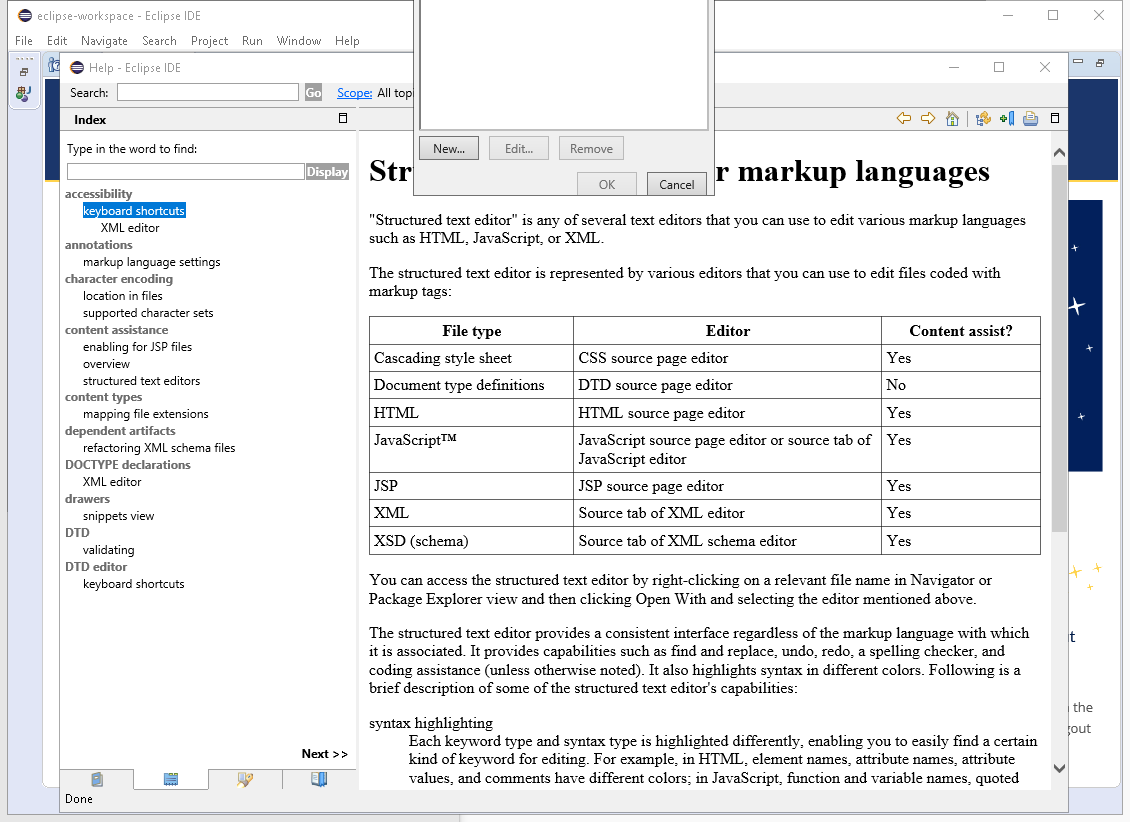 eclipse-workspace - Eclipse IDE
File Edit Navigate Search Project Run Window Help
Help - Eclipse IDE
Search: Go Scope: All topi
Index
Type in the word to find:
Display
accessibility
keyboard shortcuts
XML editor
annotations
markup language settings
character encoding
location in files
supported character sets
content assistance
enabling for JSP files
overview
structured text editors
content types
mapping file extensions
dependent artifacts
refactoring XML schema files
DOCTYPE declarations
XML editor
drawers
snippets view
DTD
validating
DTD editor
keyboard shortcuts
Next >>
Done
New... Edit... Remove
OK Cancel
Str r markup languages
"Structured text editor" is any of several text editors that you can use to edit various markup languages
such as HTML, JavaScript, or XML.
The structured text editor is represented by various editors that you can use to edit files coded with
markup tags:
File type Editor Content assist?
Cascading style sheet CSS source page editor Yes
Document type definitions DTD source page editor No
HTML HTML source page editor Yes
JavaScript™ JavaScript source page editor or source tab of Yes
JavaScript editor
JSP JSP source page editor Yes
XML Source tab of XML editor Yes
XSD (schema) Source tab of XML schema editor Yes
You can access the structured text editor by right-clicking on a relevant file name in Navigator or
Package Explorer view and then clicking Open With and selecting the editor mentioned above.
The structured text editor provides a consistent interface regardless of the markup language with which
it is associated. It provides capabilities such as find and replace, undo, redo, a spelling checker, and
coding assistance (unless otherwise noted). It also highlights syntax in different colors. Following is a
brief description of some of the structured text editor's capabilities:
syntax highlighting
Each keyword type and syntax type is highlighted differently, enabling you to easily find a certain
kind of keyword for editing. For example, in HTML, element names, attribute names, attribute
values, and comments have different colors; in JavaScript, function and variable names, quoted
t
the
gout